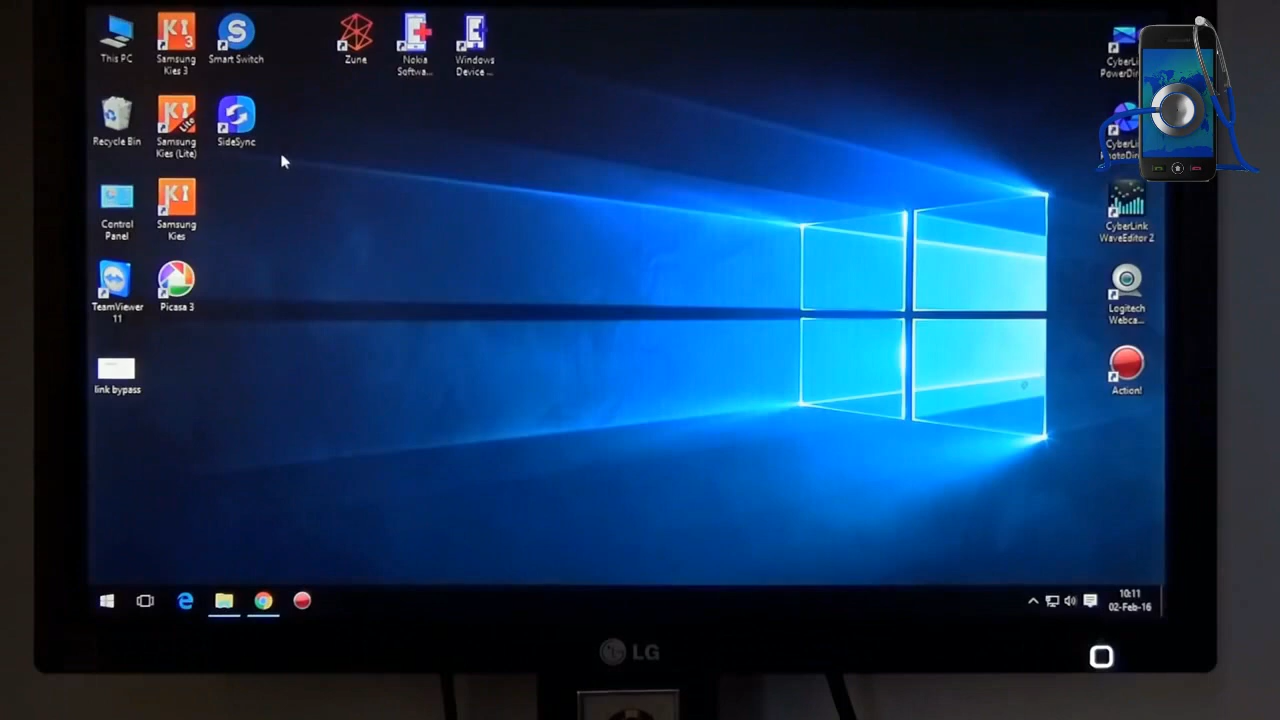 This PC
Samsung
Kies 3
Smart Switch
Zune
Nokia
Softwa...
Windows
Device ...
CyberLi
PowerDir
Recycle Bin
Samsung
Kies (Lite)
SideSync
CyberL
PhotoDir
Control
Panel
Samsung
Kies
CyberLink
WaveEditor 2
TeamViewer
11
Picasa 3
Logitech
Webca...
link bypass
Action!
10:11
02-Feb-16
LG